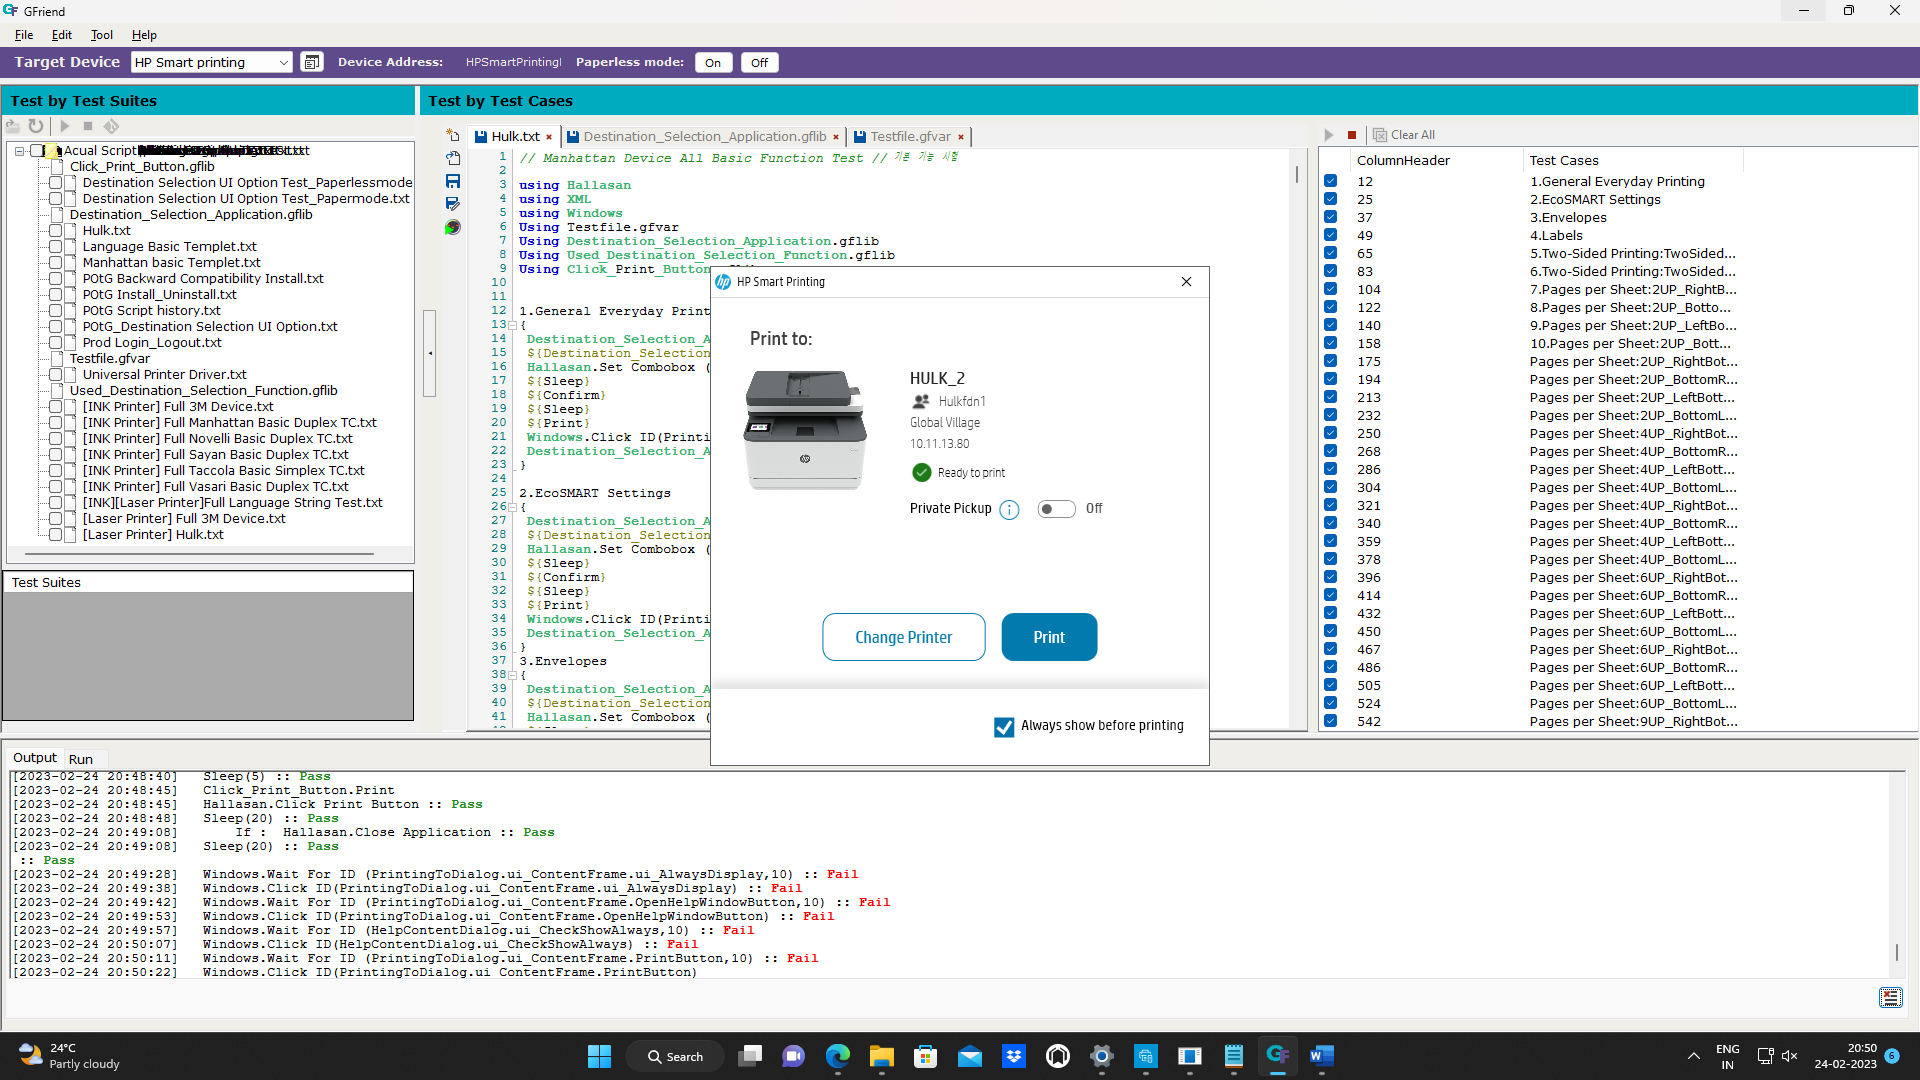 GFriend
File Edit Tool Help
Target Device HP Smart printing Device Address: HPSmartPrintingl Paperless mode: On Off
Test by Test Suites
Acual Script
Click_Print_Button.gflib
Destination Selection UI Option Test_Paperlessmode
Destination Selection UI Option Test_Papermode.txt
Destination_Selection_Application.gflib
Hulk.txt
Language Basic Templet.txt
Manhattan basic Templet.txt
POtG Backward Compatibility Install.txt
POtG Install_Uninstall.txt
POtG Script history.txt
POtG_Destination Selection UI Option.txt
Prod Login_Logout.txt
Testfile.gfvar
Universal Printer Driver.txt
Used_Destination_Selection_Function.gflib
[INK Printer] Full 3M Device.txt
[INK Printer] Full Manhattan Basic Duplex TC.txt
[INK Printer] Full Novelli Basic Duplex TC.txt
[INK Printer] Full Sayan Basic Duplex TC.txt
[INK Printer] Full Taccola Basic Simplex TC.txt
[INK Printer] Full Vasari Basic Duplex TC.txt
[INK][Laser Printer]Full Language String Test.txt
[Laser Printer] Full 3M Device.txt
[Laser Printer] Hulk.txt
Test Suites
Test by Test Cases
Hulk.txt × Destination_Selection_Application.gflib × Testfile.gfvar ×
1 // Manhattan Device All Basic Function Test // 기본 기능 시험
2
3 using Hallasan
4 using XML
5 using Windows
6 Using Testfile.gfvar
7 Using Destination_Selection_Application.gflib
8 Using Used_Destination_Selection_Function.gflib
9 Using Click_Print_Button
10
11
12 1.General Everyday Print
13 {
14 Destination_Selection_A
15 ${Destination_Selection
16 Hallasan.Set Combobox (
17 ${Sleep}
18 ${Confirm}
19 ${Sleep}
20 ${Print}
21 Windows.Click ID(Printi
22 Destination_Selection_A
23 }
24
25 2.EcoSMART Settings
26 {
27 Destination_Selection_A
28 ${Destination_Selection
29 Hallasan.Set Combobox (
30 ${Sleep}
31 ${Confirm}
32 ${Sleep}
33 ${Print}
34 Windows.Click ID(Printi
35 Destination_Selection_A
36 }
37 3.Envelopes
38 {
39 Destination_Selection_A
40 ${Destination_Selection
41 Hallasan.Set Combobox (
HP Smart Printing
Print to:
HULK_2
Hulkfdn1
Global Village
10.11.13.80
Ready to print
Private Pickup Off
Change Printer Print
Always show before printing
Clear All
ColumnHeader Test Cases
12 1.General Everyday Printing
25 2.EcoSMART Settings
37 3.Envelopes
49 4.Labels
65 5.Two-Sided Printing:TwoSided...
83 6.Two-Sided Printing:TwoSided...
104 7.Pages per Sheet:2UP_RightB...
122 8.Pages per Sheet:2UP_Botto...
140 9.Pages per Sheet:2UP_LeftBo...
158 10.Pages per Sheet:2UP_Bott...
175 Pages per Sheet:2UP_RightBot...
194 Pages per Sheet:2UP_BottomR...
213 Pages per Sheet:2UP_LeftBott...
232 Pages per Sheet:2UP_BottomL...
250 Pages per Sheet:4UP_RightBot...
268 Pages per Sheet:4UP_BottomR...
286 Pages per Sheet:4UP_LeftBott...
304 Pages per Sheet:4UP_BottomL...
321 Pages per Sheet:4UP_RightBot...
340 Pages per Sheet:4UP_BottomR...
359 Pages per Sheet:4UP_LeftBott...
378 Pages per Sheet:4UP_BottomL...
396 Pages per Sheet:6UP_RightBot...
414 Pages per Sheet:6UP_BottomR...
432 Pages per Sheet:6UP_LeftBott...
450 Pages per Sheet:6UP_BottomL...
467 Pages per Sheet:6UP_RightBot...
486 Pages per Sheet:6UP_BottomR...
505 Pages per Sheet:6UP_LeftBott...
524 Pages per Sheet:6UP_BottomL...
542 Pages per Sheet:9UP_RightBot...
Output Run
[2023-02-24 20:48:40] Sleep(5) :: Pass
[2023-02-24 20:48:45] Click_Print_Button.Print
[2023-02-24 20:48:45] Hallasan.Click Print Button :: Pass
[2023-02-24 20:48:48] Sleep(20) :: Pass
[2023-02-24 20:49:08] If : Hallasan.Close Application :: Pass
[2023-02-24 20:49:08] Sleep(20) :: Pass
:: Pass
[2023-02-24 20:49:28] Windows.Wait For ID (PrintingToDialog.ui_ContentFrame.ui_AlwaysDisplay,10) :: Fail
[2023-02-24 20:49:38] Windows.Click ID(PrintingToDialog.ui_ContentFrame.ui_AlwaysDisplay) :: Fail
[2023-02-24 20:49:42] Windows.Wait For ID (PrintingToDialog.ui_ContentFrame.OpenHelpWindowButton,10) :: Fail
[2023-02-24 20:49:53] Windows.Click ID(PrintingToDialog.ui_ContentFrame.OpenHelpWindowButton) :: Fail
[2023-02-24 20:49:57] Windows.Wait For ID (HelpContentDialog.ui_CheckShowAlways,10) :: Fail
[2023-02-24 20:50:07] Windows.Click ID(HelpContentDialog.ui_CheckShowAlways) :: Fail
[2023-02-24 20:50:11] Windows.Wait For ID (PrintingToDialog.ui_ContentFrame.PrintButton,10) :: Fail
[2023-02-24 20:50:22] Windows.Click ID(PrintingToDialog.ui_ContentFrame.PrintButton)
24°C
Partly cloudy
Search
ENG
IN
20:50
24-02-2023
6